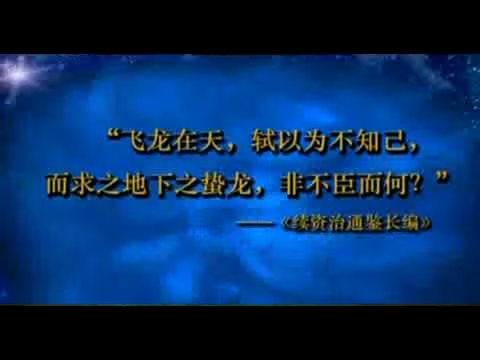 “飞龙在天，轼以为不知己，
而求之地下之蛰龙，非不臣而何？”
——《续资治通鉴长编》